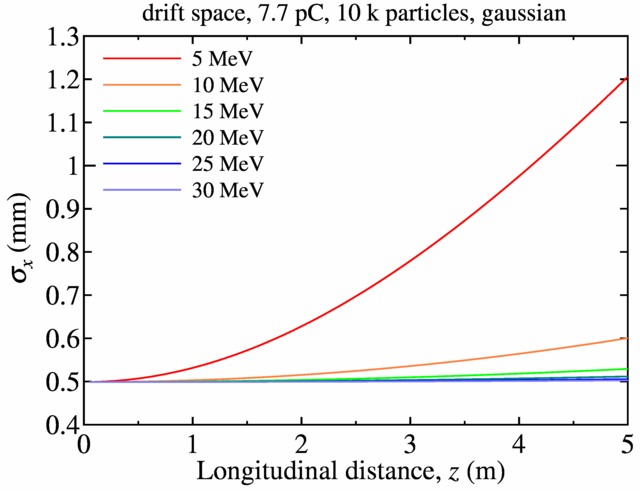 drift space, 7.7 pC, 10 k particles, gaussian
1.3
1.2
1.1
1
0.9
0.8
0.7
0.6
0.5
0.4
σx (mm)
5 MeV
10 MeV
15 MeV
20 MeV
25 MeV
30 MeV
0 1 2 3 4 5
Longitudinal distance, z (m)